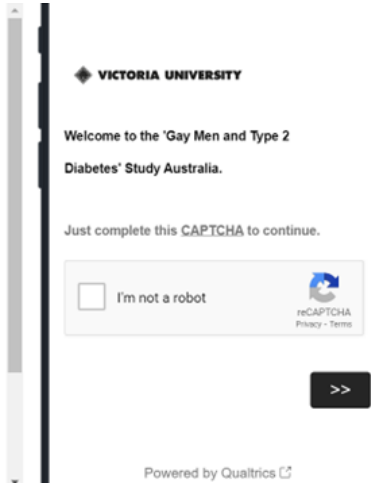 VICTORIA UNIVERSITY
Welcome to the 'Gay Men and Type 2
Diabetes' Study Australia.
Just complete this CAPTCHA to continue.
I'm not a robot
reCAPTCHA
Privacy - Terms
>>
Powered by Qualtrics